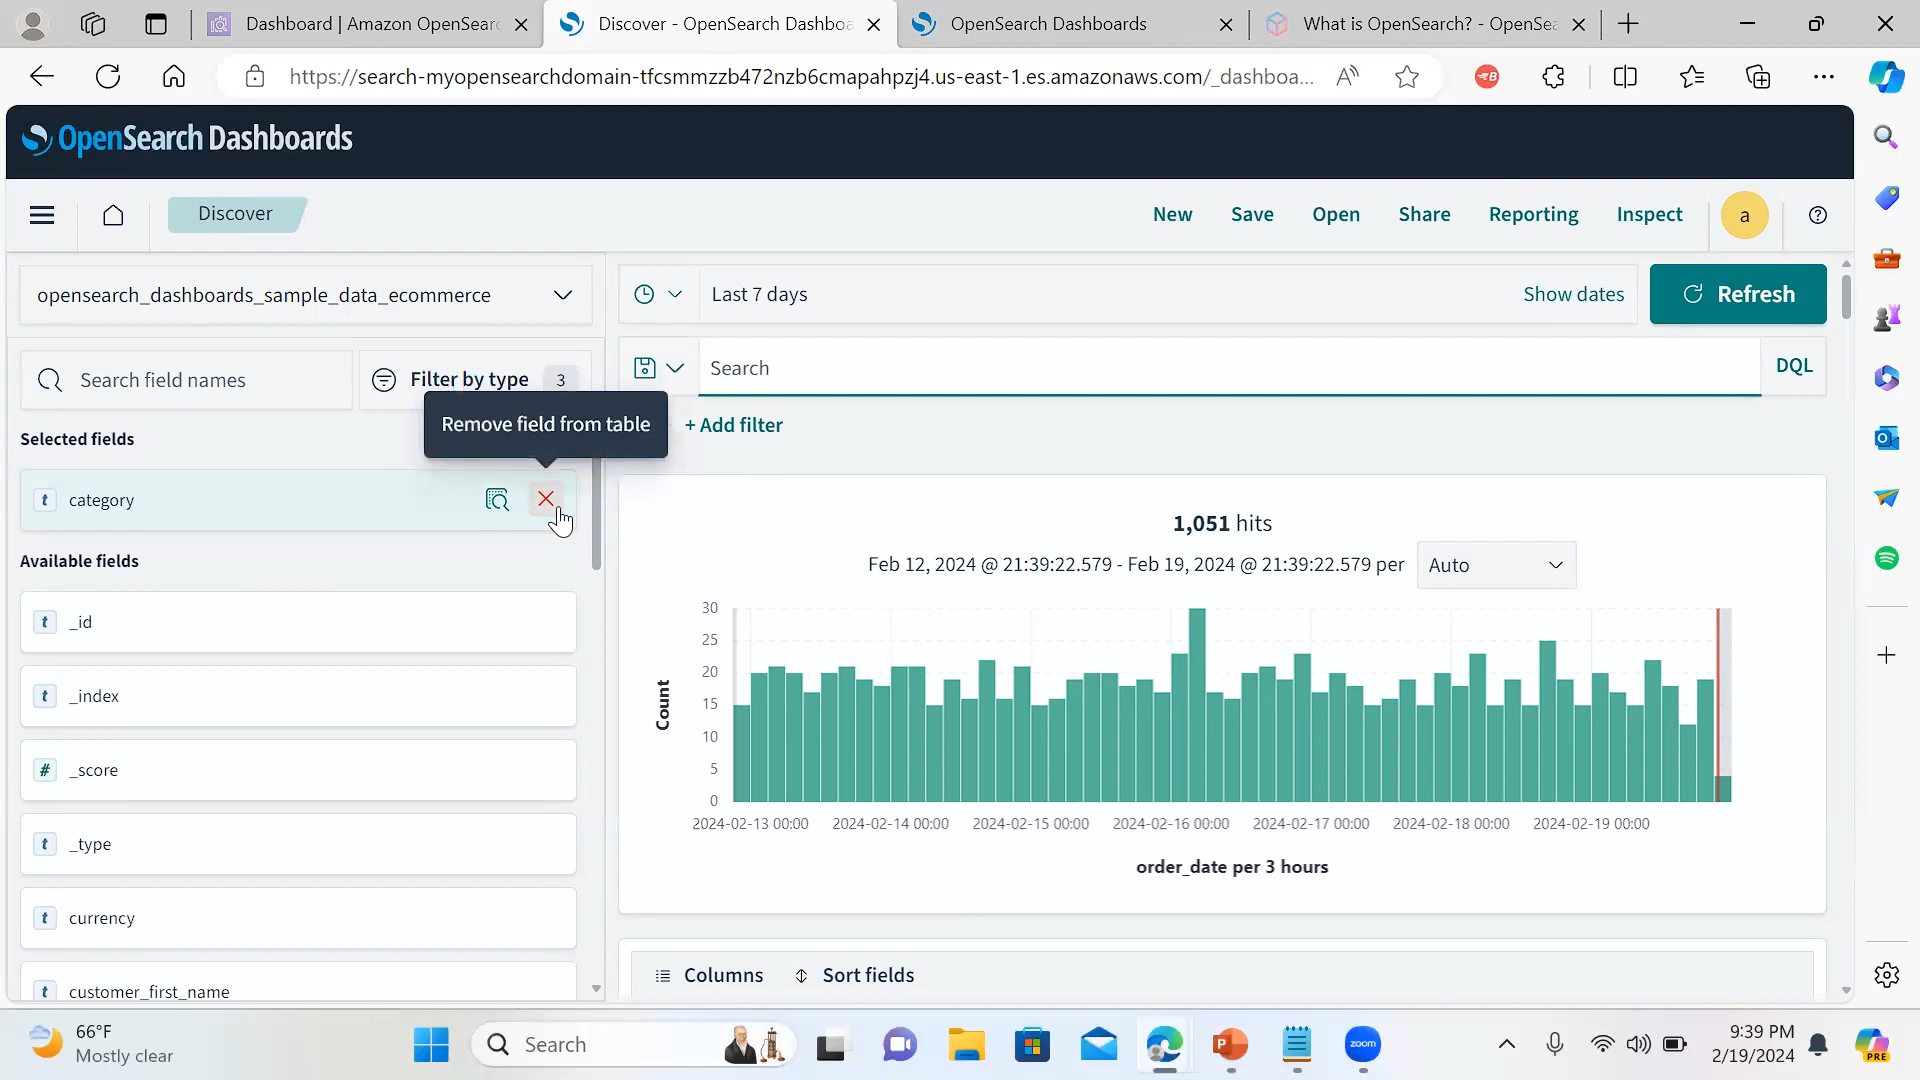 Dashboard | Amazon OpenSearc
Discover - OpenSearch Dashboa
OpenSearch Dashboards
What is OpenSearch? - OpenSea
https://search-myopensearchdomain-tfcsmmzzb472nzb6cmapahpzj4.us-east-1.es.amazonaws.com/_dashboa...
OpenSearch Dashboards
Discover
New
Save
Open
Share
Reporting
Inspect
a
opensearch_dashboards_sample_data_ecommerce
Last 7 days
Show dates
Refresh
Search field names
Filter by type
3
Search
DQL
Remove field from table
+ Add filter
Selected fields
t category
Available fields
t _id
t _index
# _score
t _type
t currency
t customer_first_name
1,051 hits
Feb 12, 2024 @ 21:39:22.579 - Feb 19, 2024 @ 21:39:22.579 per
Auto
30
25
20
15
10
5
0
Count
2024-02-13 00:00
2024-02-14 00:00
2024-02-15 00:00
2024-02-16 00:00
2024-02-17 00:00
2024-02-18 00:00
2024-02-19 00:00
order_date per 3 hours
Columns
Sort fields
66°F
Mostly clear
Search
zoom
9:39 PM
2/19/2024
PRE